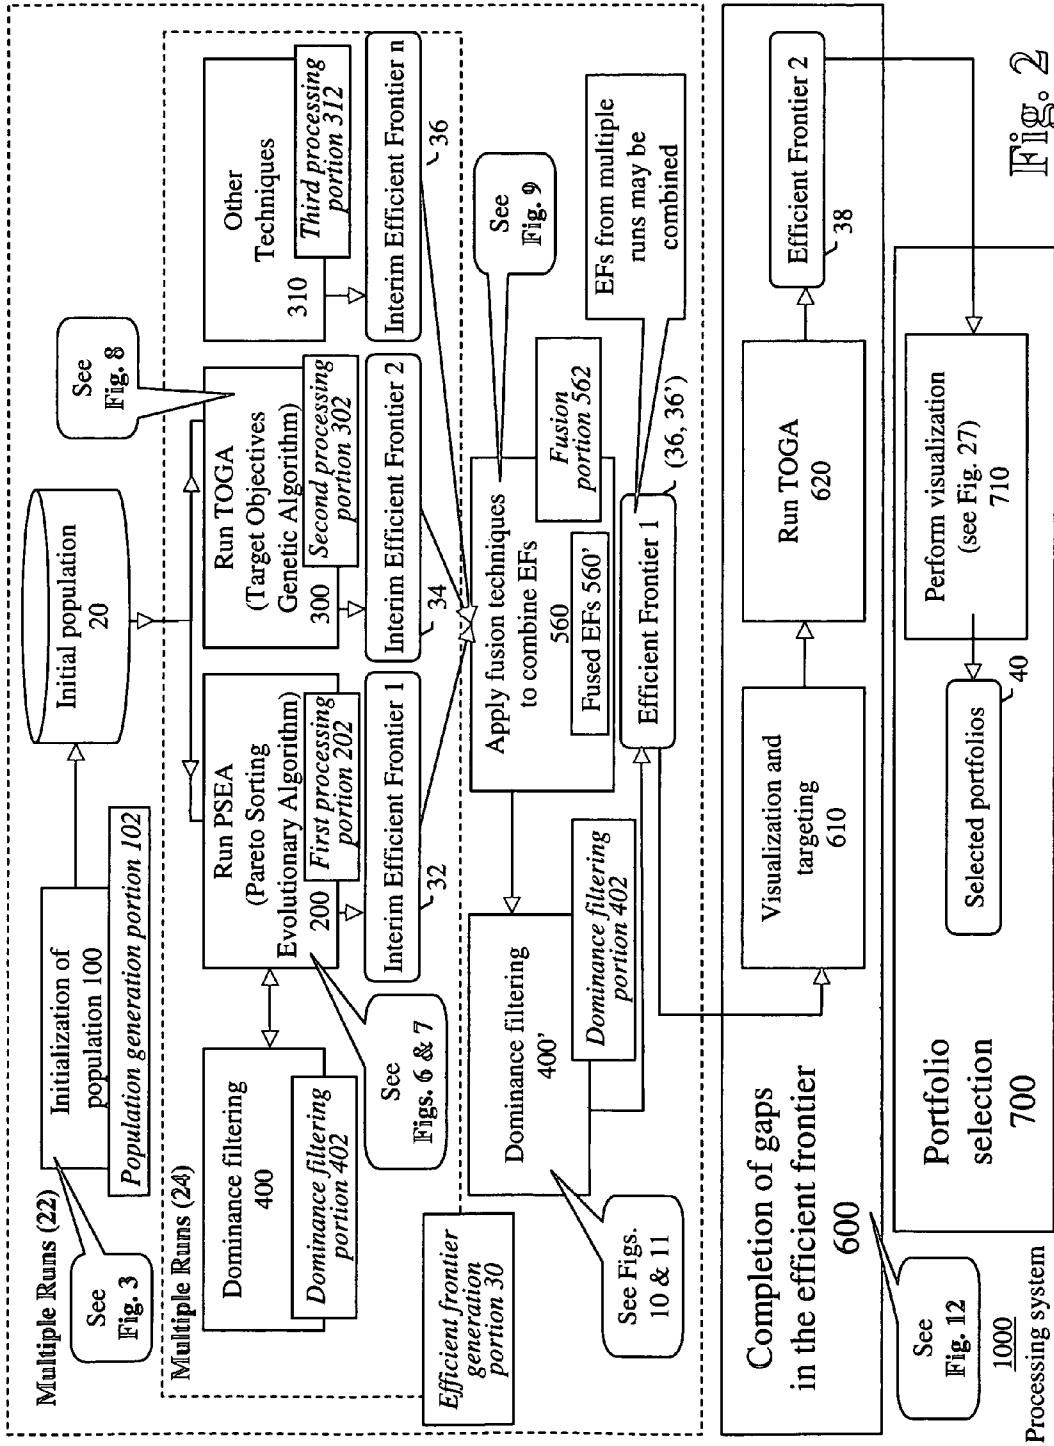 Multiple Runs (22)
See
Fig. 3
Initialization of
population 100
Population generation portion 102
Initial population
20
Multiple Runs (24)
Dominance filtering
400
Dominance filtering
portion 402
Run PSEA
(Pareto Sorting
Evolutionary Algorithm)
200
First processing
portion 202
See
Figs. 6 & 7
Interim Efficient Frontier 1
32
See
Fig. 8
Run TOGA
(Target Objectives
Genetic Algorithm)
300
Second processing
portion 302
Interim Efficient Frontier 2
34
Other
Techniques
310
Third processing
portion 312
Interim Efficient Frontier n
36
Efficient frontier
generation
portion 30
See Figs.
10 & 11
Dominance filtering
400'
Dominance filtering
portion 402
Apply fusion techniques
to combine EFs
560
Fused EFs 560'
Fusion
portion 562
See
Fig. 9
Efficient Frontier 1
(36, 36')
EFs from multiple
runs may be
combined
Completion of gaps
in the efficient frontier
600
Visualization and
targeting
610
Run TOGA
620
Efficient Frontier 2
38
See
Fig. 12
Portfolio
selection
700
Selected portfolios
40
Perform visualization
(see Fig. 27)
710
1000
Processing system
Fig. 2